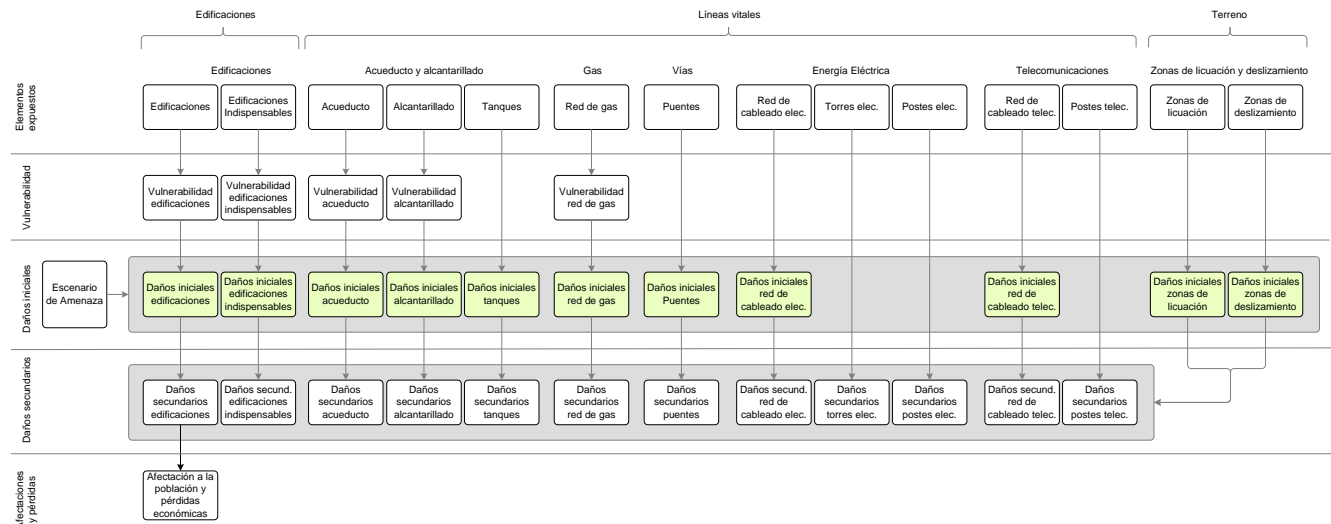 Edificaciones
Líneas vitales
Terreno
Edificaciones
Acueducto y alcantarillado
Gas
Vías
Energía Eléctrica
Telecomunicaciones
Zonas de licuación y deslizamiento
Elementos
expuestos
Edificaciones
Edificaciones
Indispensables
Acueducto
Alcantarillado
Tanques
Red de gas
Puentes
Red de
cableado elec.
Torres elec.
Postes elec.
Red de
cableado telec.
Postes telec.
Zonas de
licuación
Zonas de
deslizamiento
Vulnerabilidad
Vulnerabilidad
edificaciones
Vulnerabilidad
edificaciones
indispensables
Vulnerabilidad
acueducto
Vulnerabilidad
alcantarillado
Vulnerabilidad
red de gas
Daños iniciales
Escenario
de Amenaza
Daños iniciales
edificaciones
Daños iniciales
edificaciones
indispensables
Daños iniciales
acueducto
Daños iniciales
alcantarillado
Daños iniciales
tanques
Daños iniciales
red de gas
Daños iniciales
Puentes
Daños iniciales
red de
cableado elec.
Daños iniciales
red de
cableado telec.
Daños iniciales
zonas de
licuación
Daños iniciales
zonas de
deslizamiento
Daños secundarios
Daños
secundarios
edificaciones
Daños secund.
edificaciones
indispensables
Daños
secundarios
acueducto
Daños
secundarios
alcantarillado
Daños
secundarios
tanques
Daños
secundarios
red de gas
Daños
secundarios
puentes
Daños secund.
red de
cableado elec.
Daños
secundarios
torres elec.
Daños
secundarios
postes elec.
Daños secund.
red de
cableado telec.
Daños
secundarios
postes telec.
Afectaciones
y pérdidas
Afectación a la
población y
pérdidas
económicas